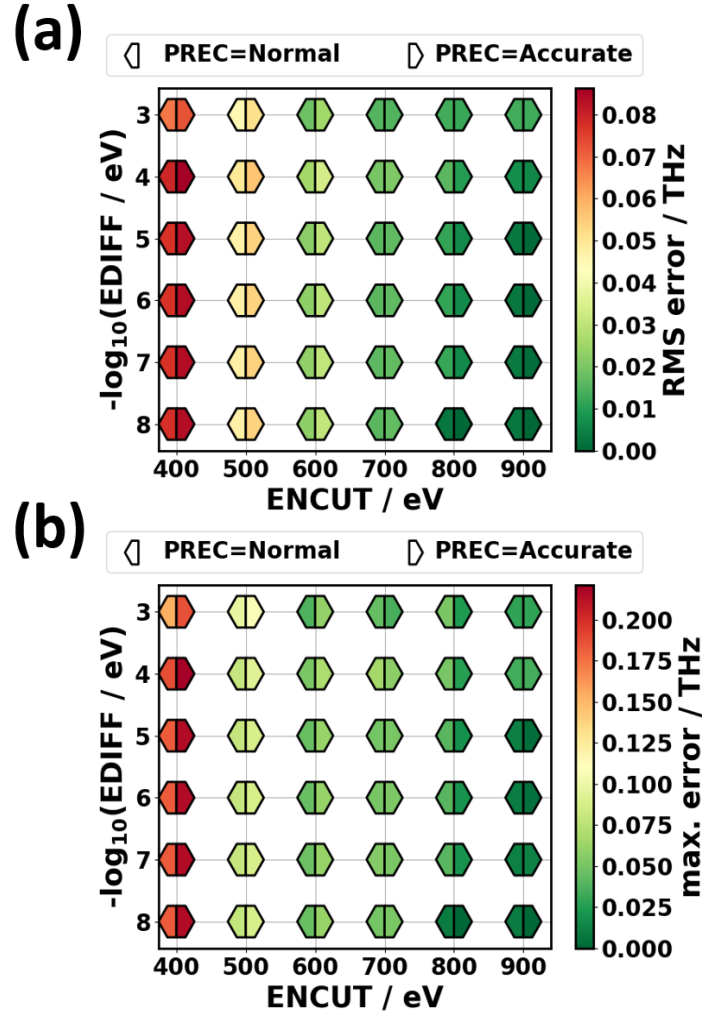 (a)
PREC=Normal PREC=Accurate
3
4
5
6
7
8
-log₁₀(EDIFF / eV)
400 500 600 700 800 900
ENCUT / eV
0.08
0.07
0.06
0.05
0.04
0.03
0.02
0.01
0.00
RMS error / THz
(b)
PREC=Normal PREC=Accurate
3
4
5
6
7
8
-log₁₀(EDIFF / eV)
400 500 600 700 800 900
ENCUT / eV
0.200
0.175
0.150
0.125
0.100
0.075
0.050
0.025
0.000
max. error / THz